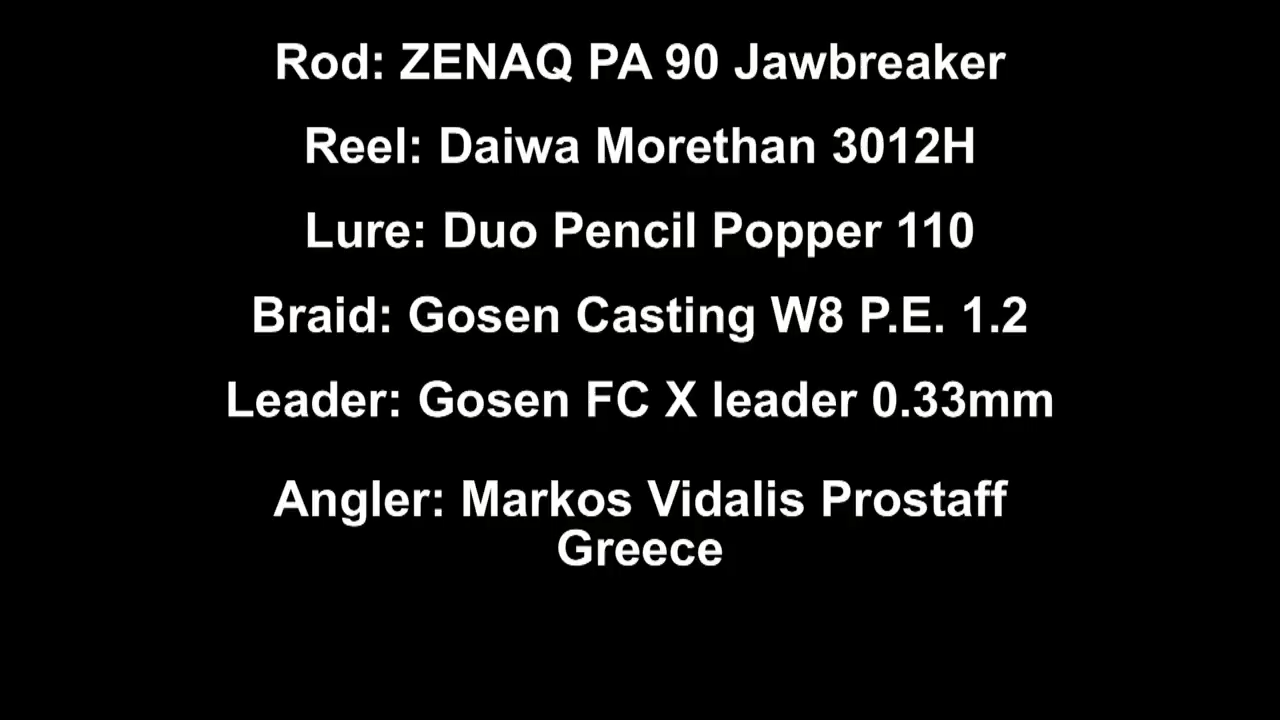 Rod: ZENAQ PA 90 Jawbreaker
Reel: Daiwa Morethan 3012H
Lure: Duo Pencil Popper 110
Braid: Gosen Casting W8 P.E. 1.2
Leader: Gosen FC X leader 0.33mm
Angler: Markos Vidalis Prostaff
Greece